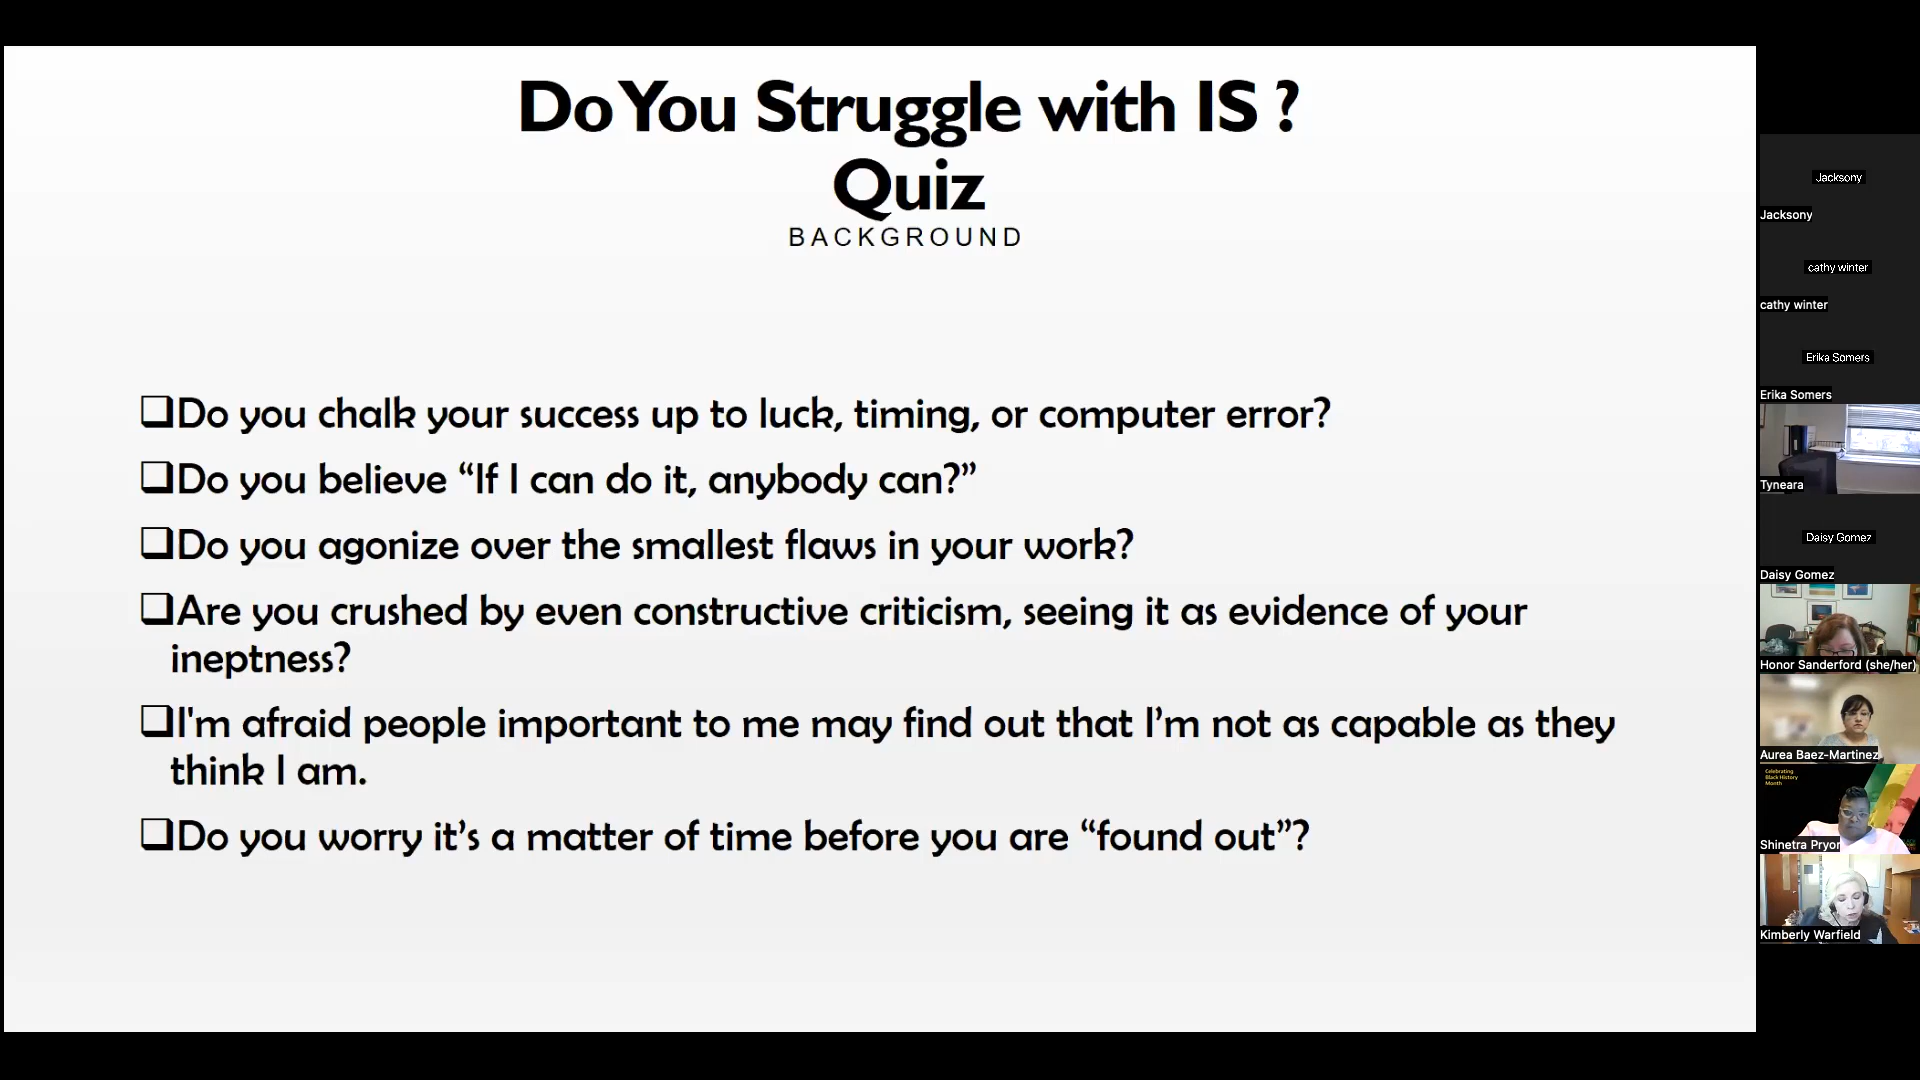 Do You Struggle with IS ?
Quiz
BACKGROUND
❑Do you chalk your success up to luck, timing, or computer error?
❑Do you believe “If I can do it, anybody can?”
❑Do you agonize over the smallest flaws in your work?
❑Are you crushed by even constructive criticism, seeing it as evidence of your
ineptness?
❑I'm afraid people important to me may find out that I’m not as capable as they
think I am.
❑Do you worry it’s a matter of time before you are “found out”?
Jacksony
Jacksony
cathy winter
cathy winter
Erika Somers
Erika Somers
Tyneara
Daisy Gomez
Daisy Gomez
Honor Sanderford (she/her)
Aurea Baez-Martinez
Celebrating
Black History
Month
Shinetra Pryor
Kimberly Warfield